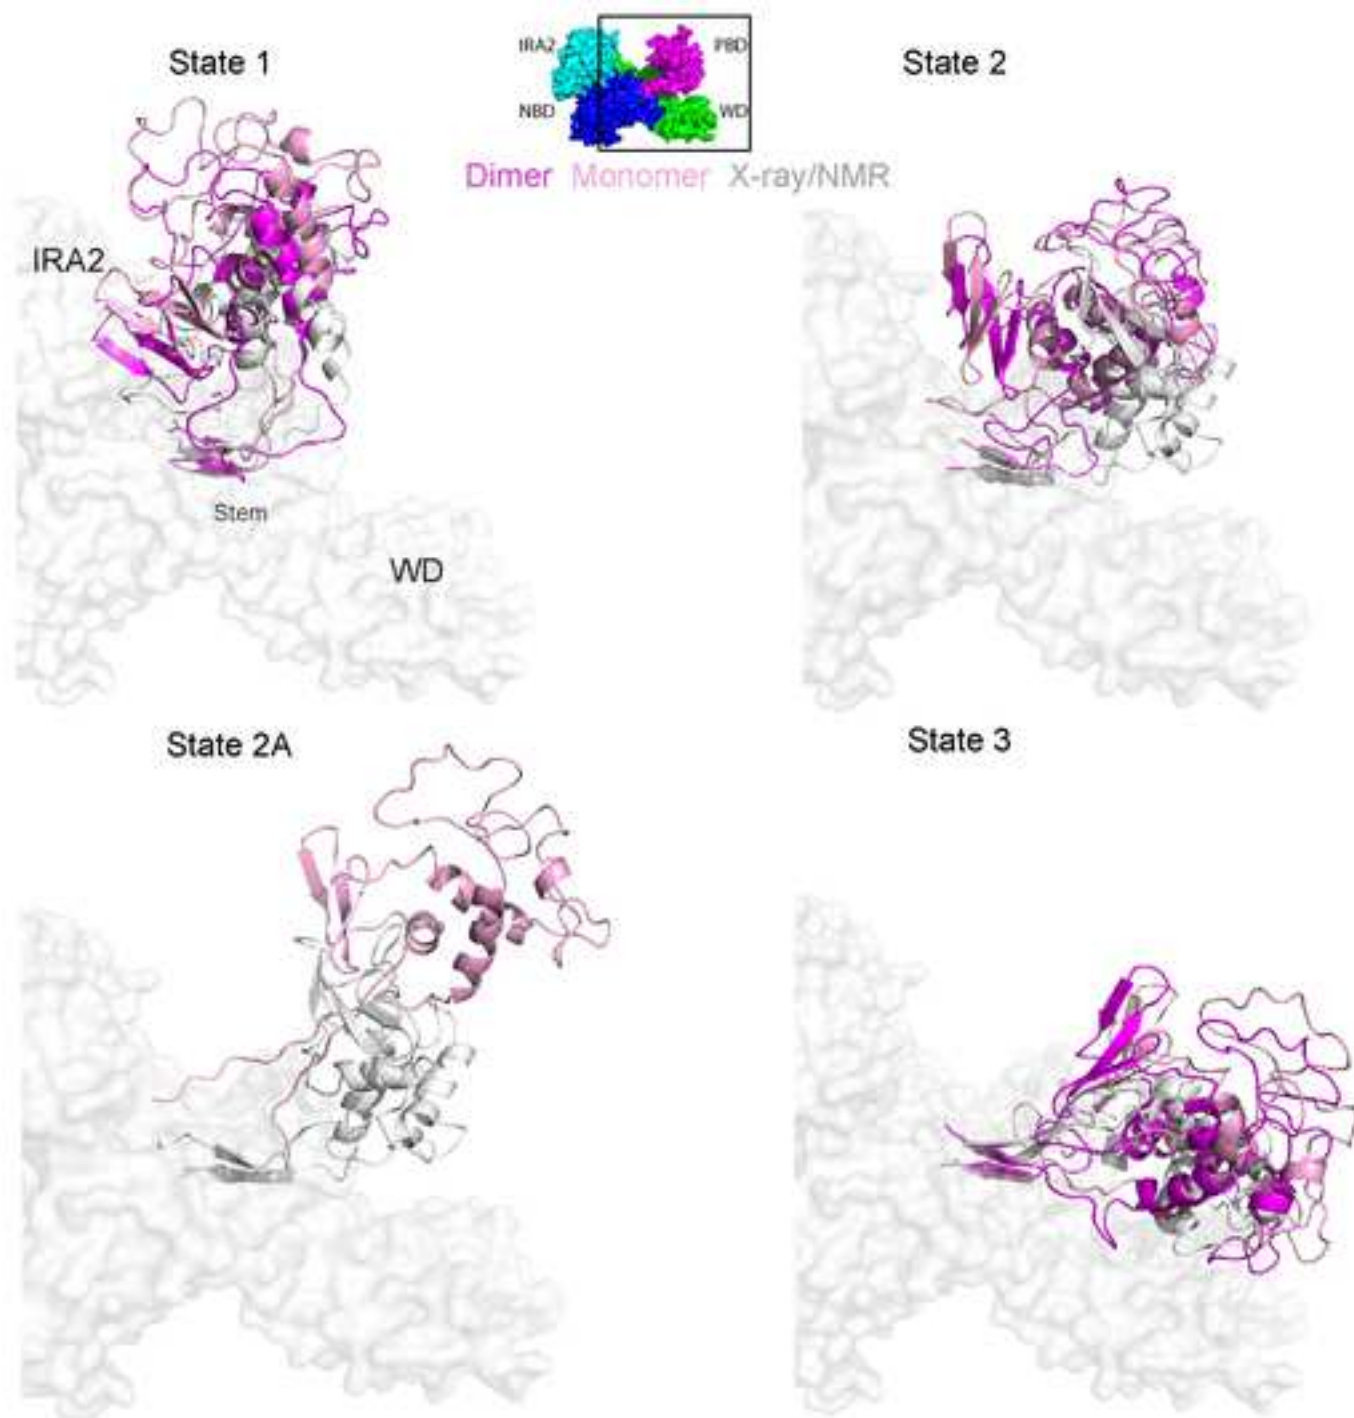 State 1
IRA2
PBD
NBD
WD
State 2
Dimer Monomer X-ray/NMR
IRA2
Stem
WD
State 2A
State 3